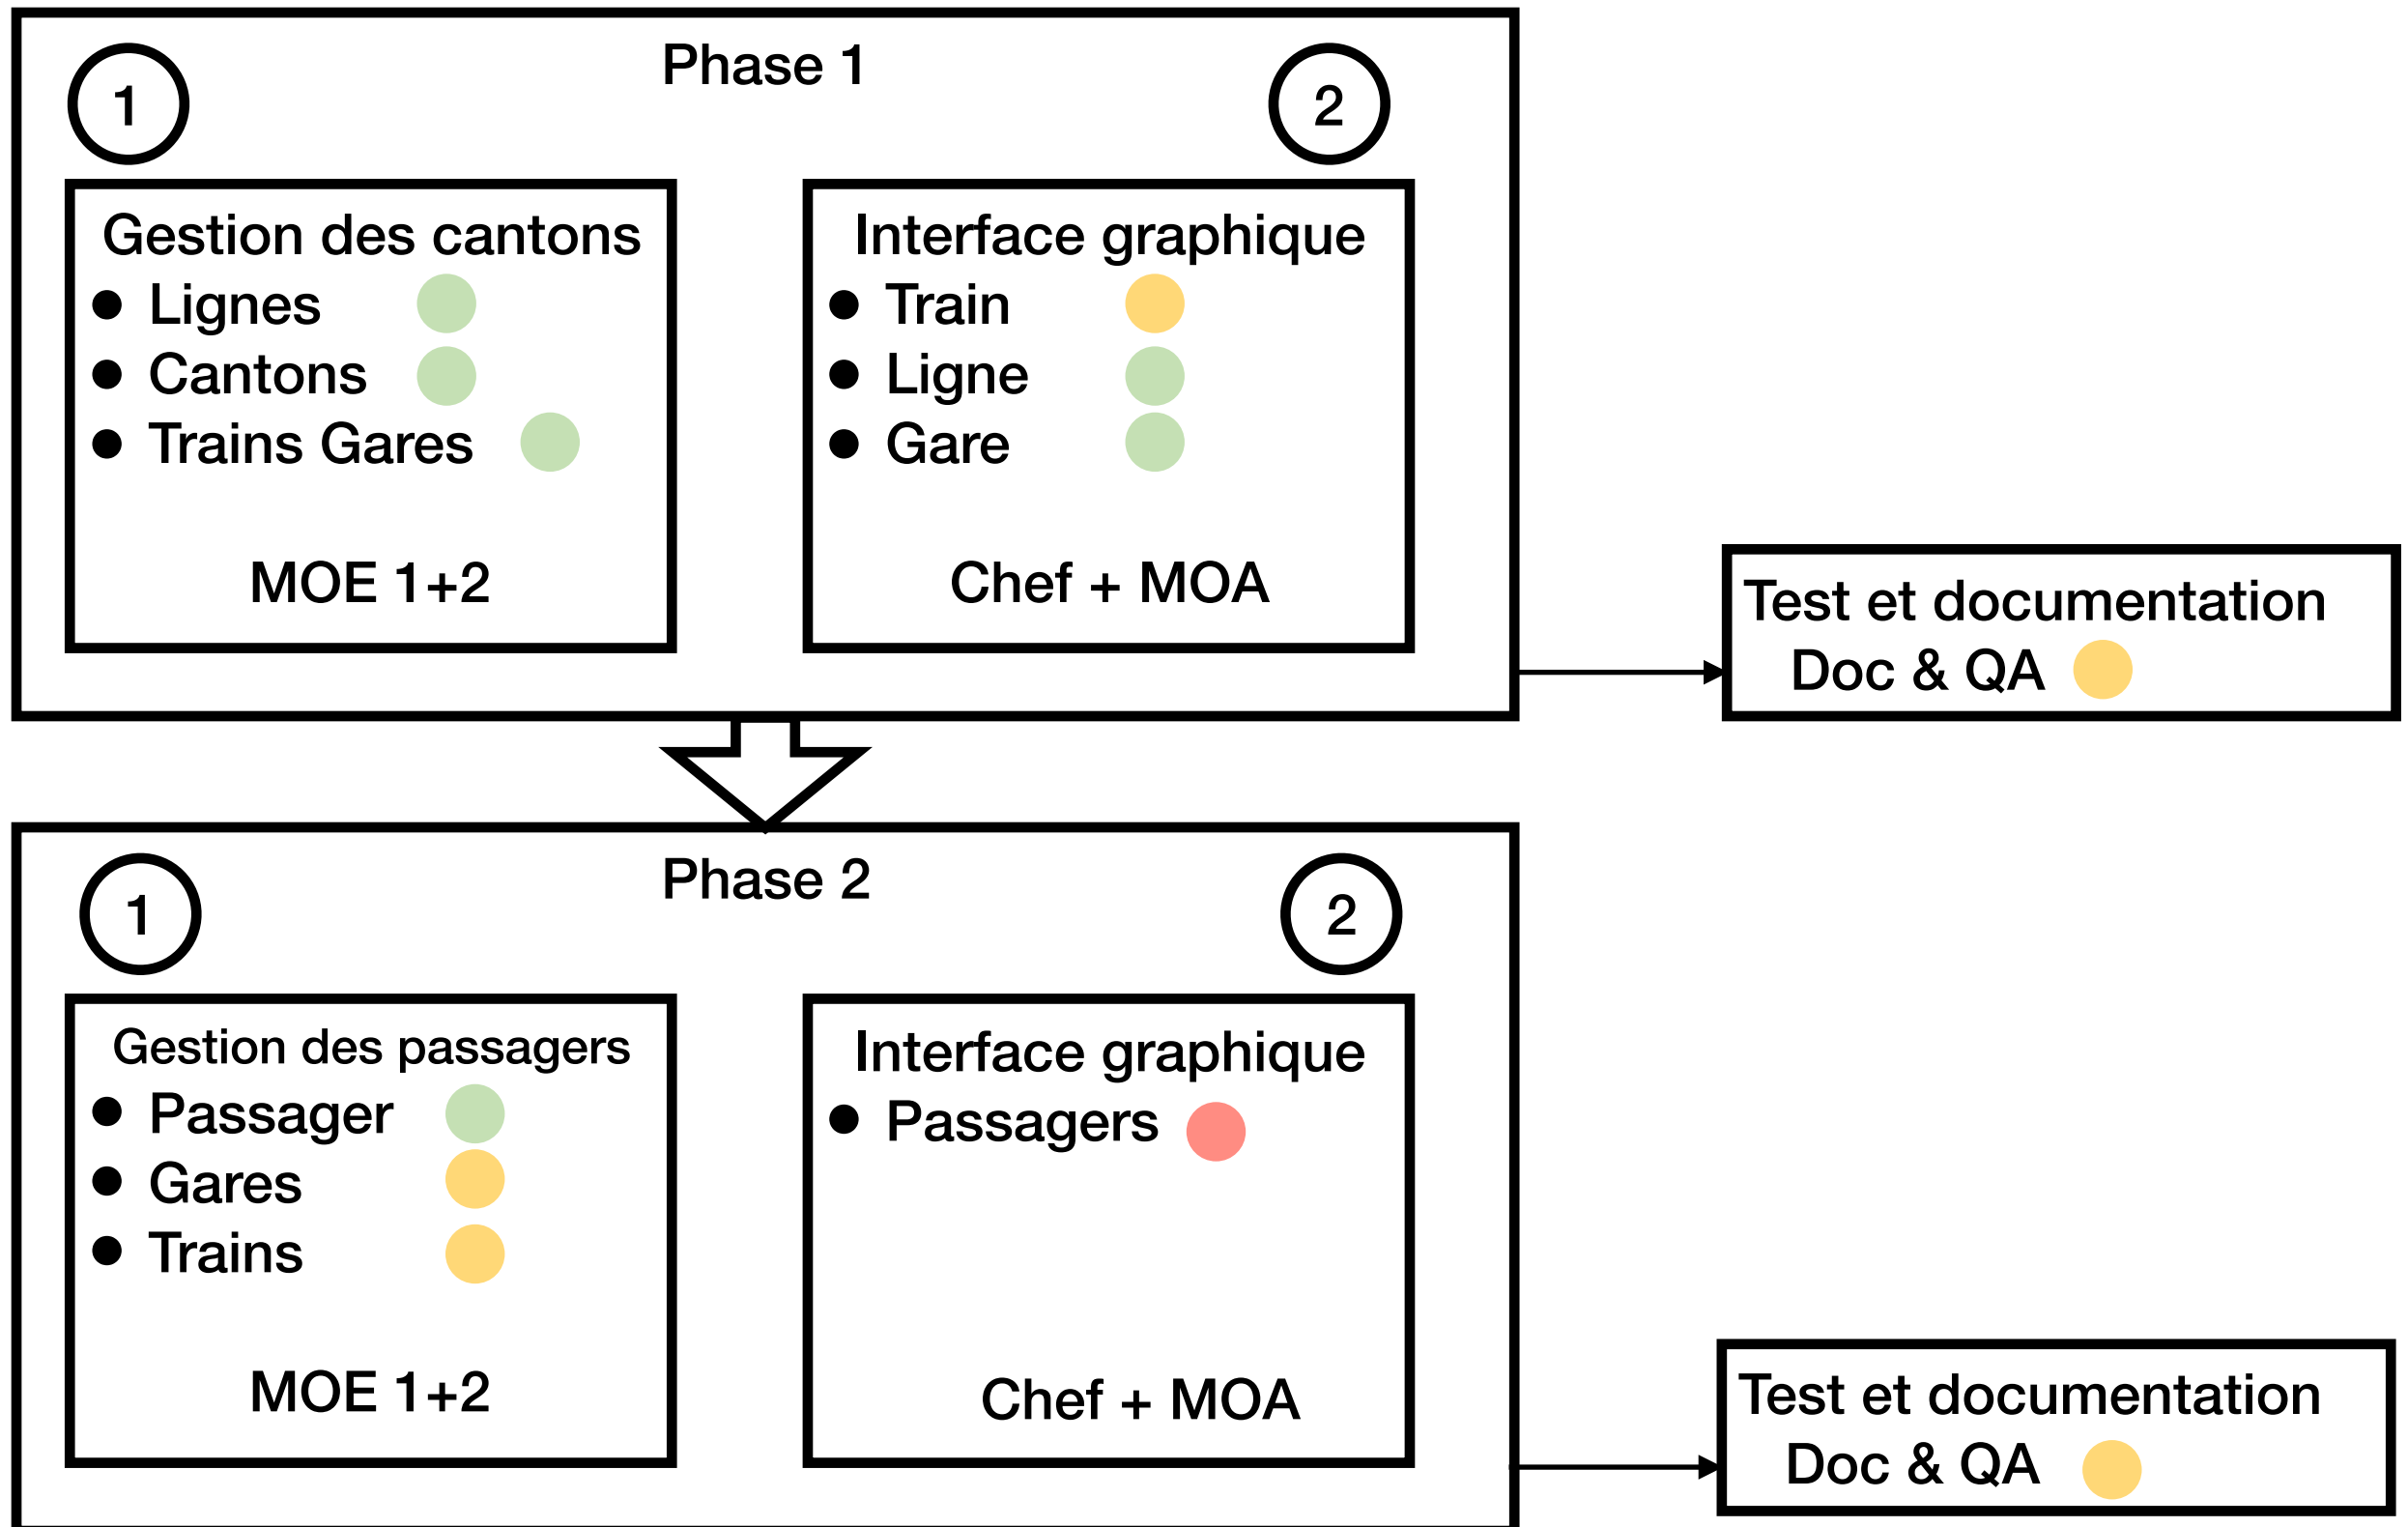 Phase 1
1
2
Gestion des cantons
Lignes
Cantons
Trains Gares
MOE 1+2
Interface graphique
Train
Ligne
Gare
Chef + MOA
Test et documentation
Doc & QA
Phase 2
1
2
Gestion des passagers
Passager
Gares
Trains
MOE 1+2
Interface graphique
Passagers
Chef + MOA
Test et documentation
Doc & QA